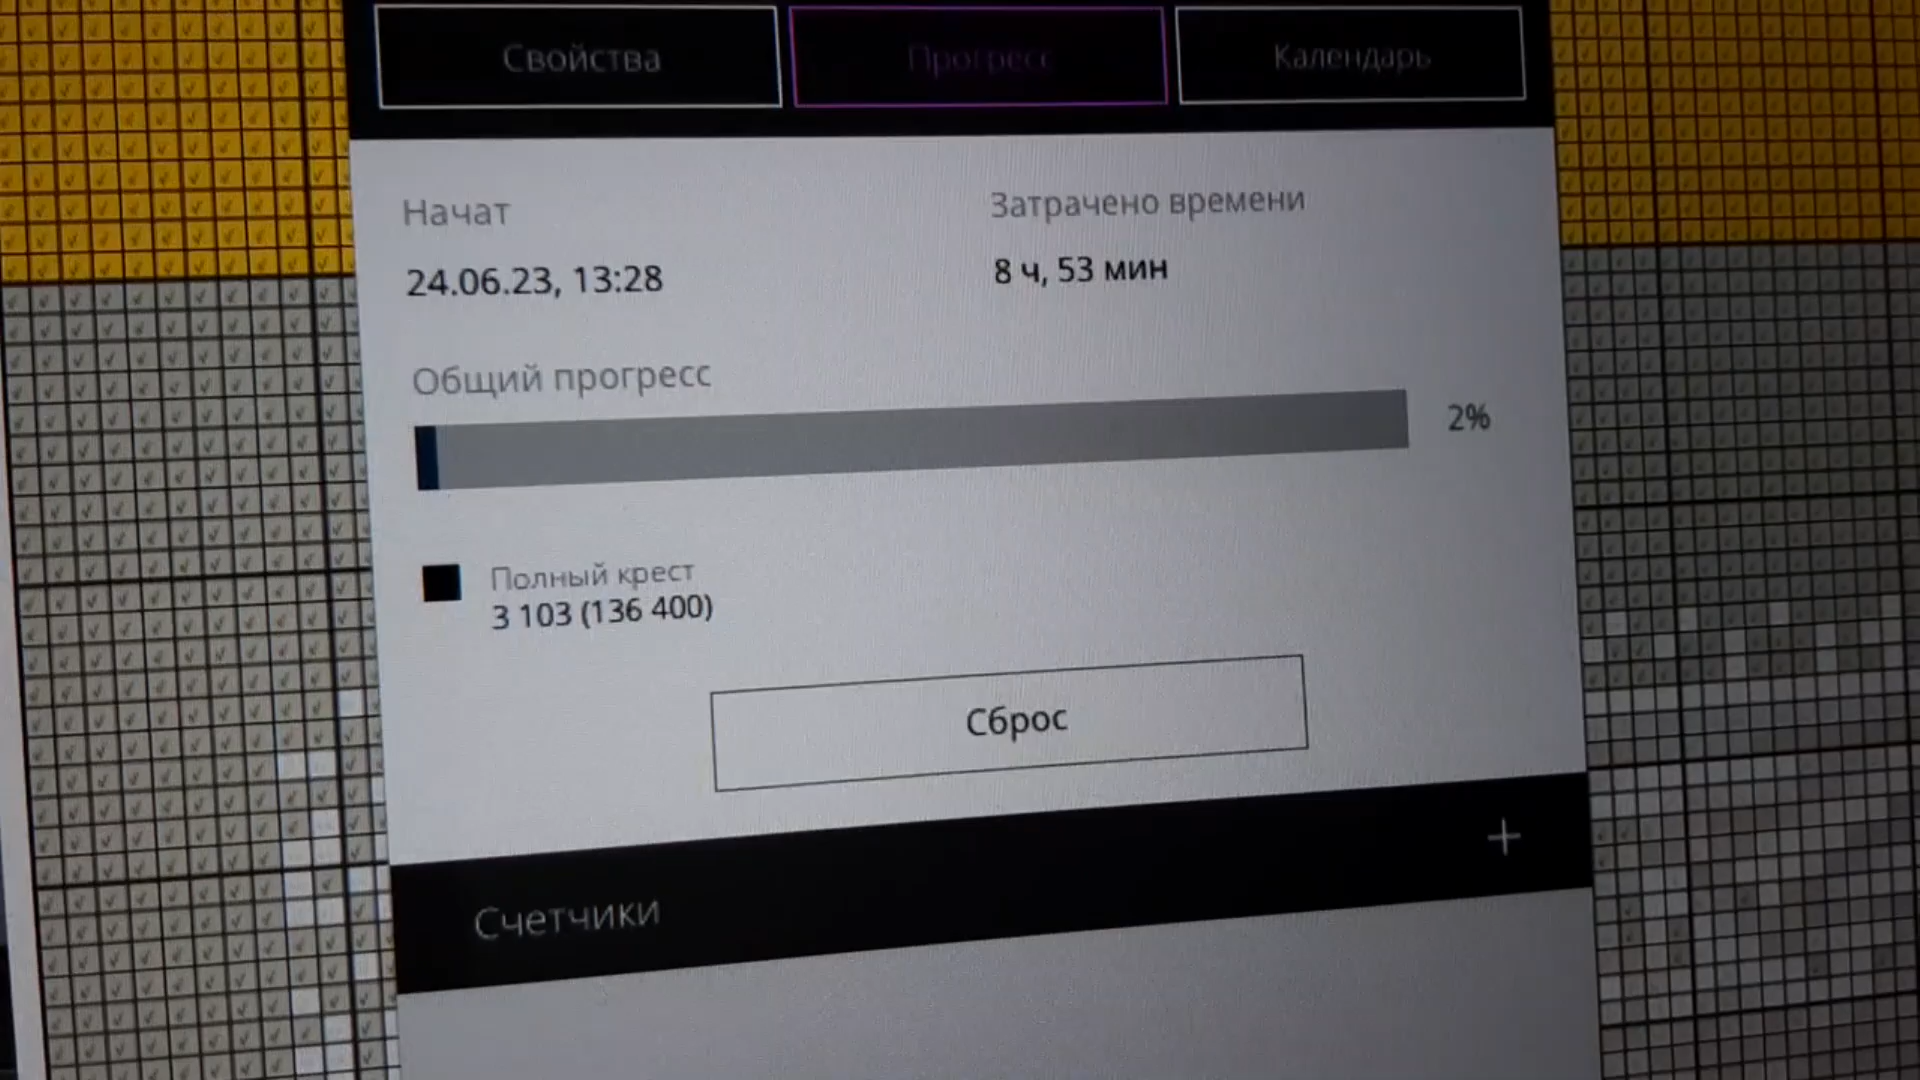 Свойства
Прогресс
Календарь
Начат
Затрачено времени
24.06.23, 13:28
8 ч, 53 мин
Общий прогресс
2%
Полный крест
3 103 (136 400)
Сброс
+
Счетчики